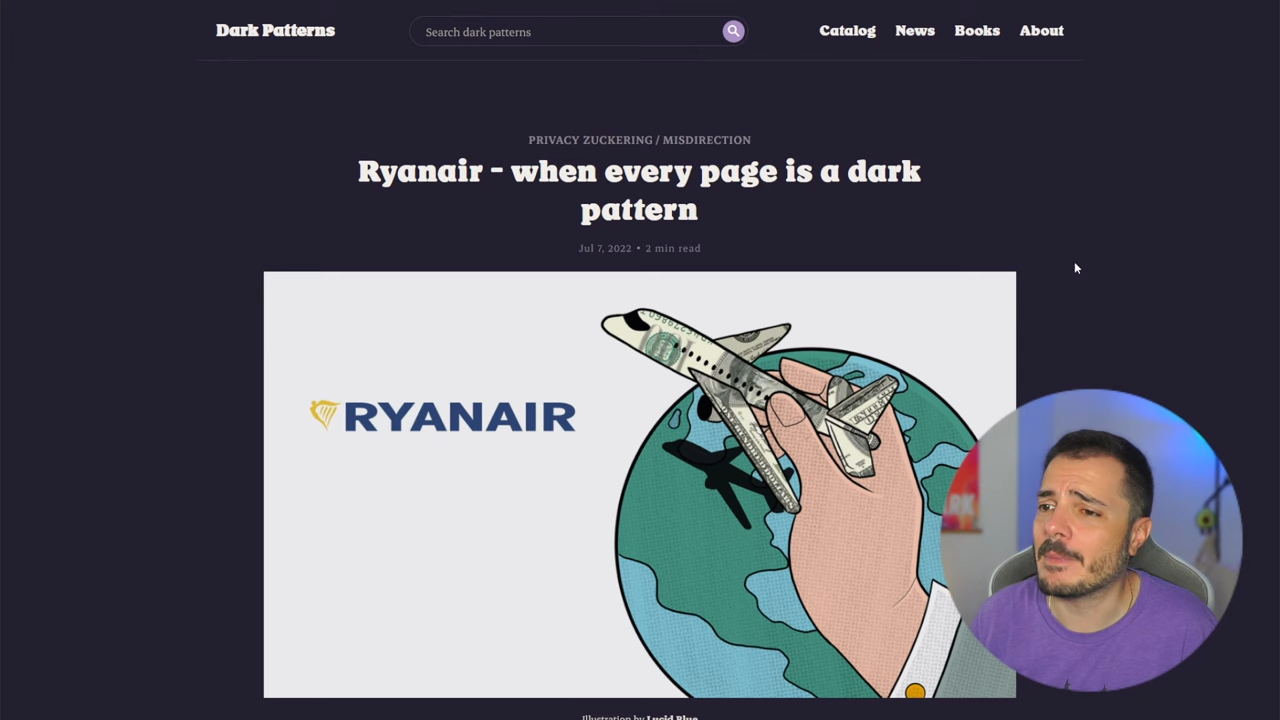 Dark Patterns
Search dark patterns
Catalog News Books About
PRIVACY ZUCKERING / MISDIRECTION
Ryanair - when every page is a dark
pattern
Jul 7, 2022 • 2 min read
RYANAIR
Illustration by Lucid Blue